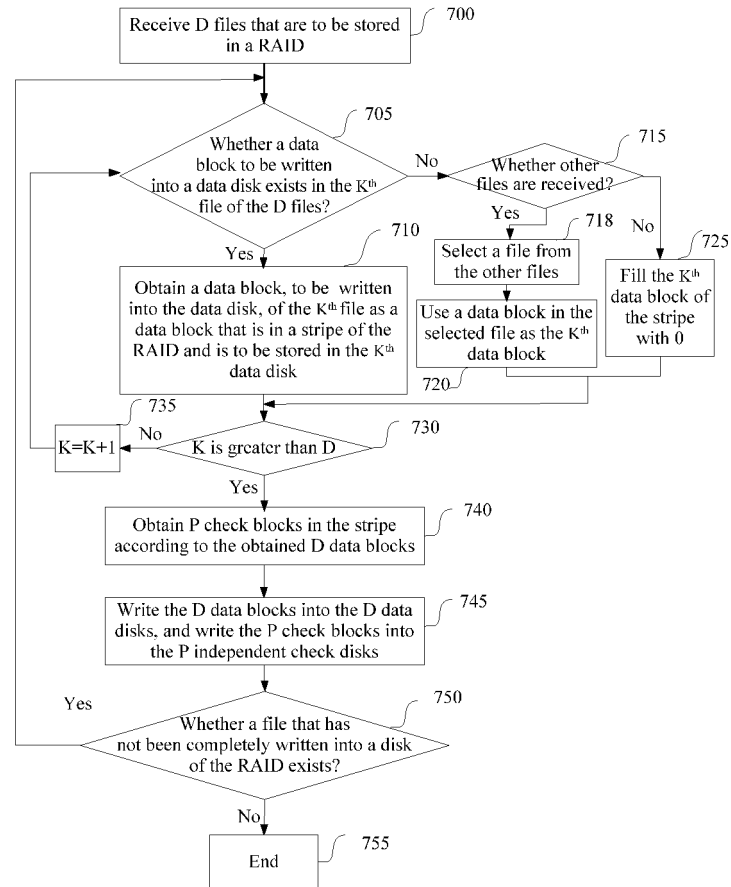 Receive D files that are to be stored
in a RAID
700
705
Whether a data
block to be written
into a data disk exists in the Kth
file of the D files?
No
715
Whether other
files are received?
Yes
No
718
Select a file from
the other files
725
Fill the Kth
data block of
the stripe
with 0
Yes
710
Obtain a data block, to be written
into the data disk, of the Kth file as a
data block that is in a stripe of the
RAID and is to be stored in the Kth
data disk
Use a data block in the
selected file as the Kth
data block
720
735
K=K+1
No
K is greater than D
730
Yes
Obtain P check blocks in the stripe
according to the obtained D data blocks
740
Write the D data blocks into the D data
disks, and write the P check blocks into
the P independent check disks
745
Yes
Whether a file that has
not been completely written into a disk
of the RAID exists?
750
No
End
755